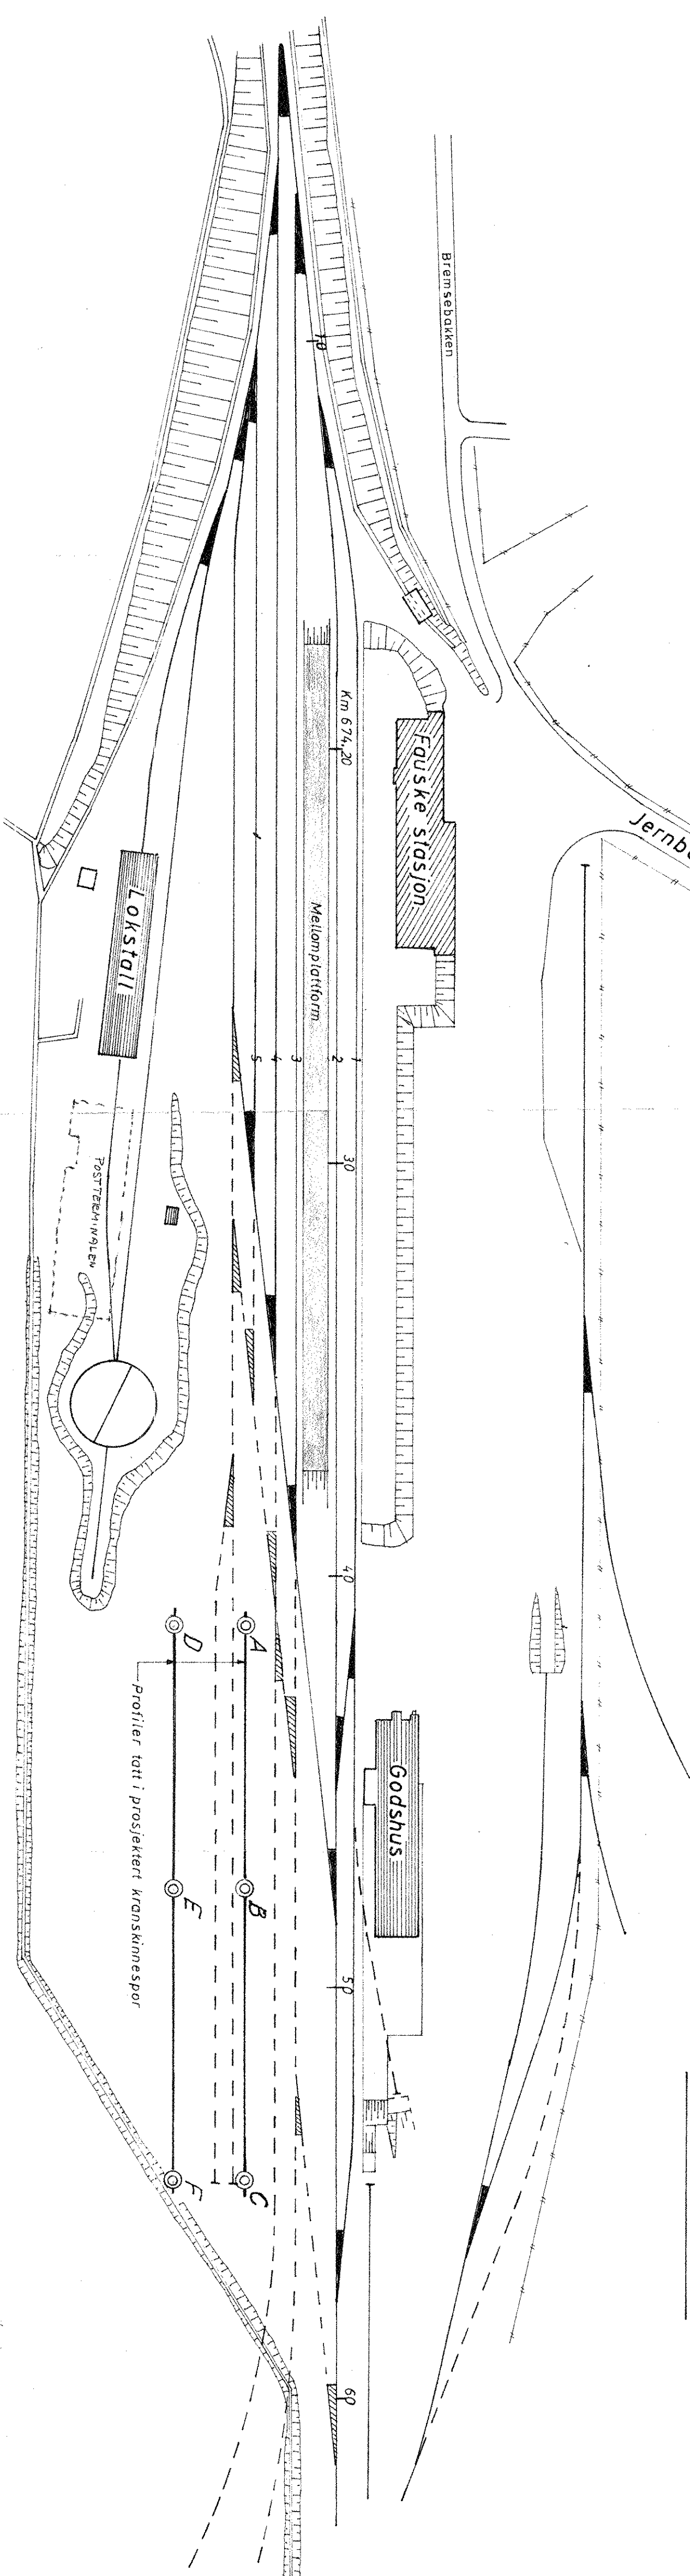 Bremsebakken
10
Km 674,20
Fauske stasjon
Lokstall
Mellomplattform
5 4 3 2 1
30
POSTTERMINALEN
40
D A
Profiler tatt i prosjektert kranskinnespor
Godshus
E B
50
F C
60